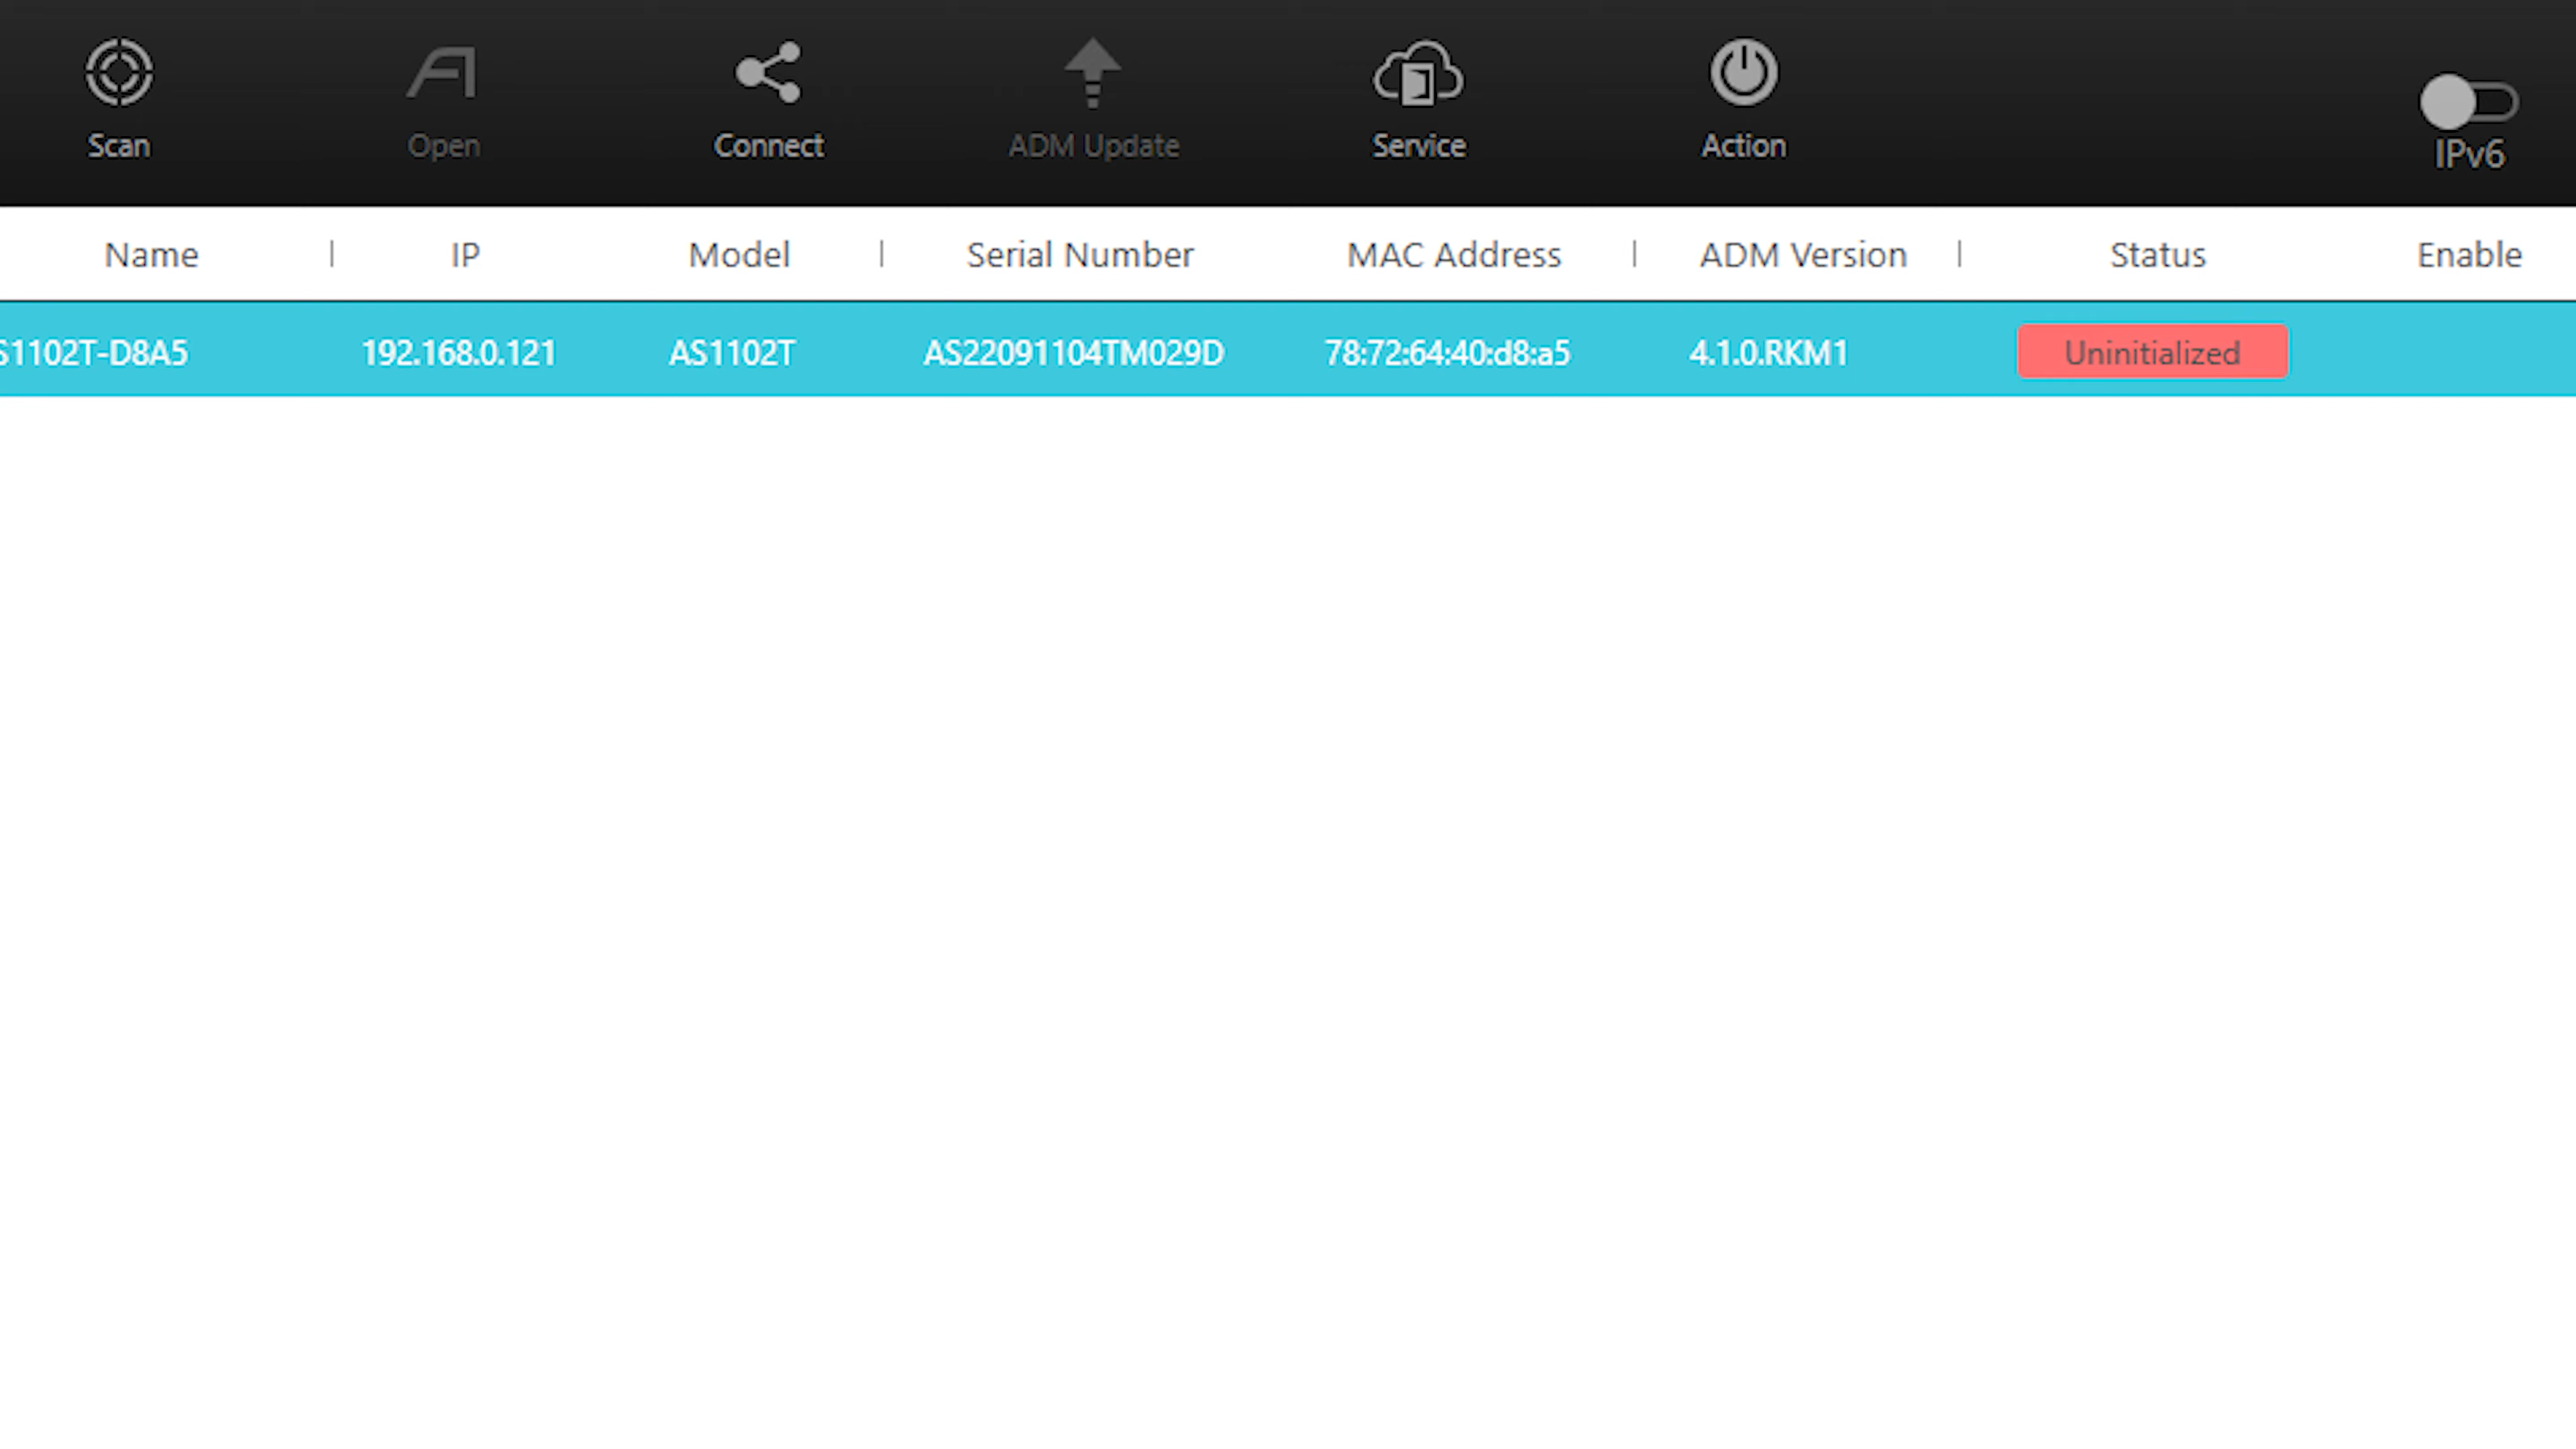 Scan Open Connect ADM Update Service Action IPv6
Name IP Model Serial Number MAC Address ADM Version Status Enable
S1102T-D8A5 192.168.0.121 AS1102T AS22091104TM029D 78:72:64:40:d8:a5 4.1.0.RKM1 Uninitialized